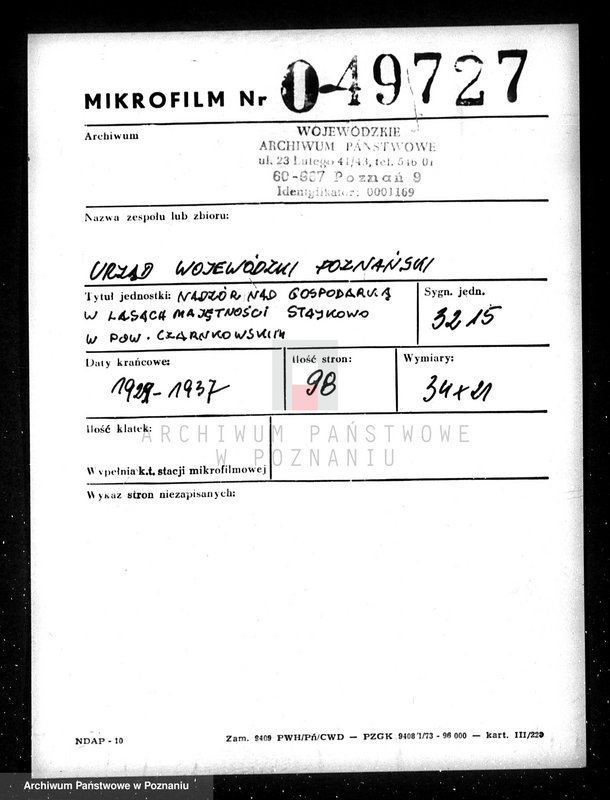 MIKROFILM Nr 0-49727
Archiwum
WOJEWÓDZKIE
ARCHIWUM PAŃSTWOWE
ul. 23 Lutego 41/43, tel. 546 01
60-967 Poznań 9
Identyfikator: 0001169
Nazwa zespołu lub zbioru:
URZĄD WOJEWÓDZKI POZNAŃSKI
Tytuł jednostki: NADZÓR NAD GOSPODARKĄ
W LASACH MAJĘTNOŚCI STAJKOWO
W POW. CZARNKOWSKIM
Sygn. jedn.
3215
Daty krańcowe:
1929-1937
Ilość stron:
98
Wymiary:
34x21
Ilość klatek:
ARCHIWUM PAŃSTWOWE
W POZNANIU
Wypełnia k.t. stacji mikrofilmowej
Wykaz stron niezapisanych:
NDAP - 10
Zam. 9409 PWH/Pń/CWD — PZGK 9408/1/73 - 96 000 — kart. III/229
Archiwum Państwowe w Poznaniu